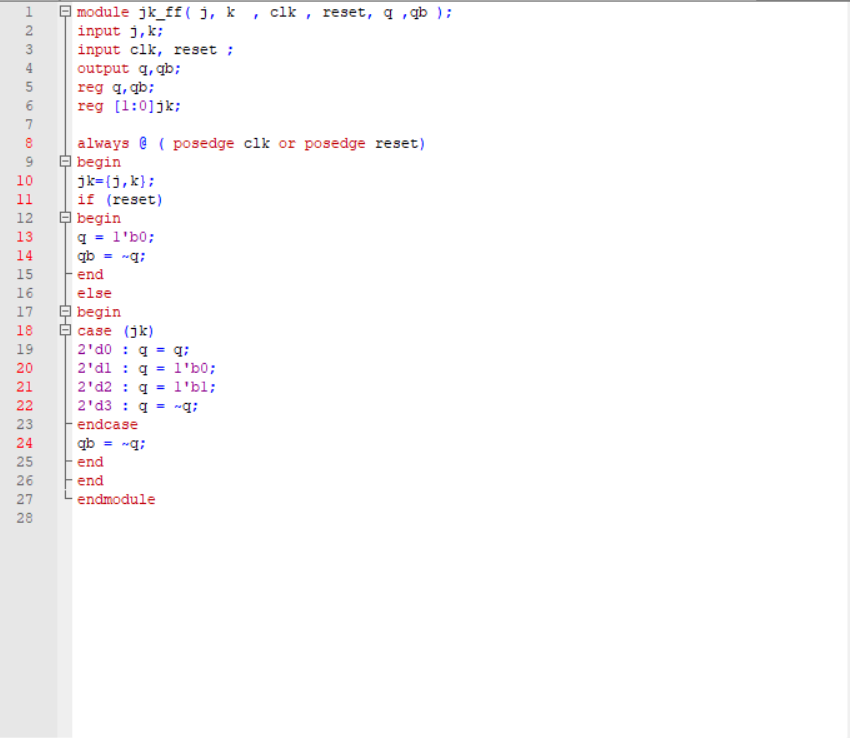 1 module jk_ff( j, k  , clk , reset, q ,qb );
2 input j,k;
3 input clk, reset ;
4 output q,qb;
5 reg q,qb;
6 reg [1:0]jk;
7
8 always @ ( posedge clk or posedge reset)
9 begin
10 jk={j,k};
11 if (reset)
12 begin
13 q = 1'b0;
14 qb = ~q;
15 end
16 else
17 begin
18 case (jk)
19 2'd0 : q = q;
20 2'd1 : q = 1'b0;
21 2'd2 : q = 1'b1;
22 2'd3 : q = ~q;
23 endcase
24 qb = ~q;
25 end
26 end
27 endmodule
28